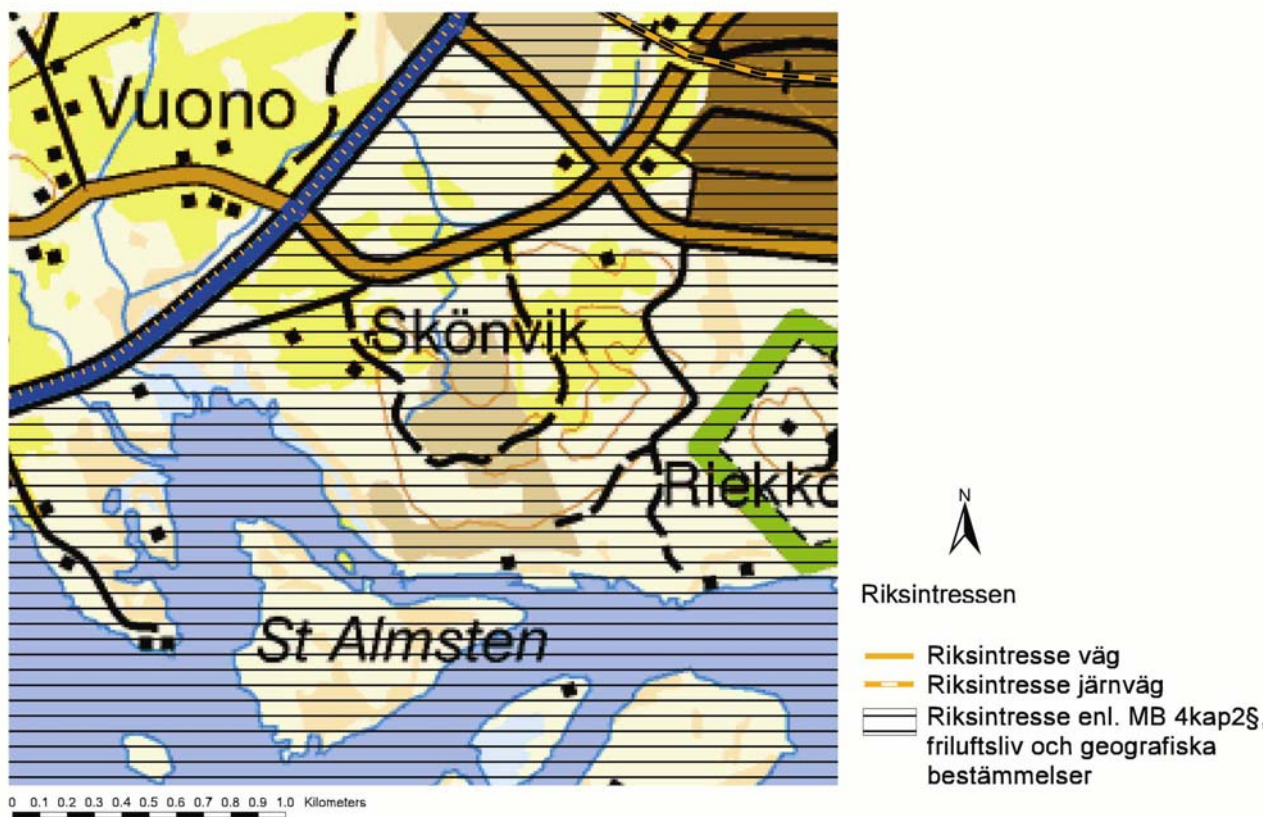 Vuono
Skönvik
Riekko
St Almsten
N
Riksintressen
Riksintresse väg
Riksintresse järnväg
Riksintresse enl. MB 4kap2§,
friluftsliv och geografiska
bestämmelser
0 0.1 0.2 0.3 0.4 0.5 0.6 0.7 0.8 0.9 1.0 Kilometers